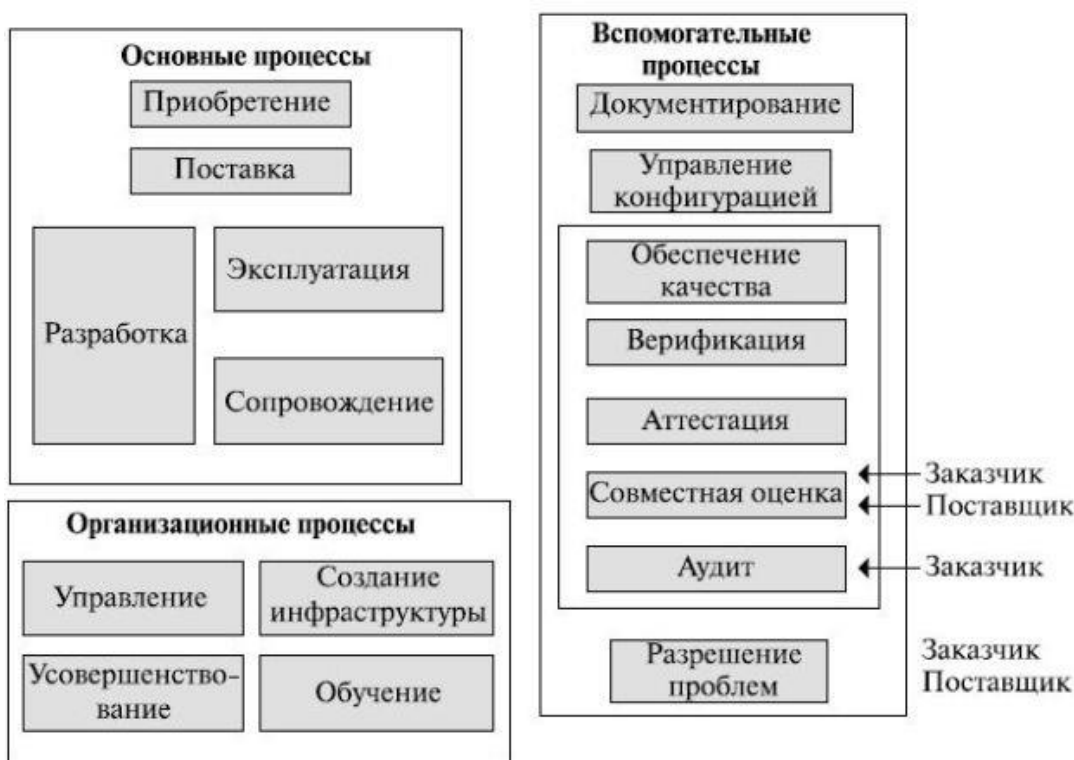 Основные процессы
Приобретение
Поставка
Разработка
Эксплуатация
Сопровождение
Организационные процессы
Управление
Создание
инфраструктуры
Усовершенство-
вание
Обучение
Вспомогательные
процессы
Документирование
Управление
конфигурацией
Обеспечение
качества
Верификация
Аттестация
Совместная оценка
Заказчик
Поставщик
Аудит
Заказчик
Разрешение
проблем
Заказчик
Поставщик